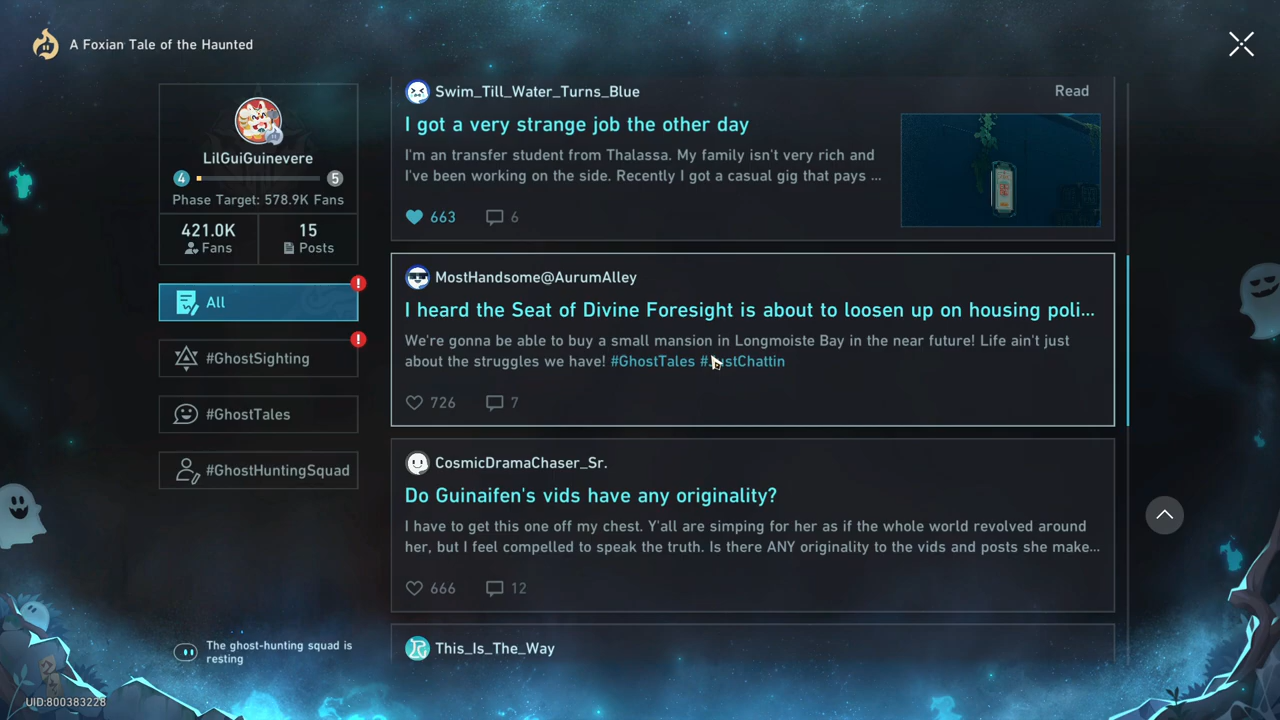 A Foxian Tale of the Haunted
LilGuiGuinevere
4
5
Phase Target: 578.9K Fans
421.0K
Fans
15
Posts
All
#GhostSighting
#GhostTales
#GhostHuntingSquad
The ghost-hunting squad is
resting
UID:800383228
Swim_Till_Water_Turns_Blue
Read
I got a very strange job the other day
I'm an transfer student from Thalassa. My family isn't very rich and
I've been working on the side. Recently I got a casual gig that pays ...
663
6
MostHandsome@AurumAlley
I heard the Seat of Divine Foresight is about to loosen up on housing poli...
We're gonna be able to buy a small mansion in Longmoiste Bay in the near future! Life ain't just
about the struggles we have! #GhostTales
726
7
CosmicDramaChaser_Sr.
Do Guinaifen's vids have any originality?
I have to get this one off my chest. Y'all are simping for her as if the whole world revolved around
her, but I feel compelled to speak the truth. Is there ANY originality to the vids and posts she make...
666
12
This_Is_The_Way